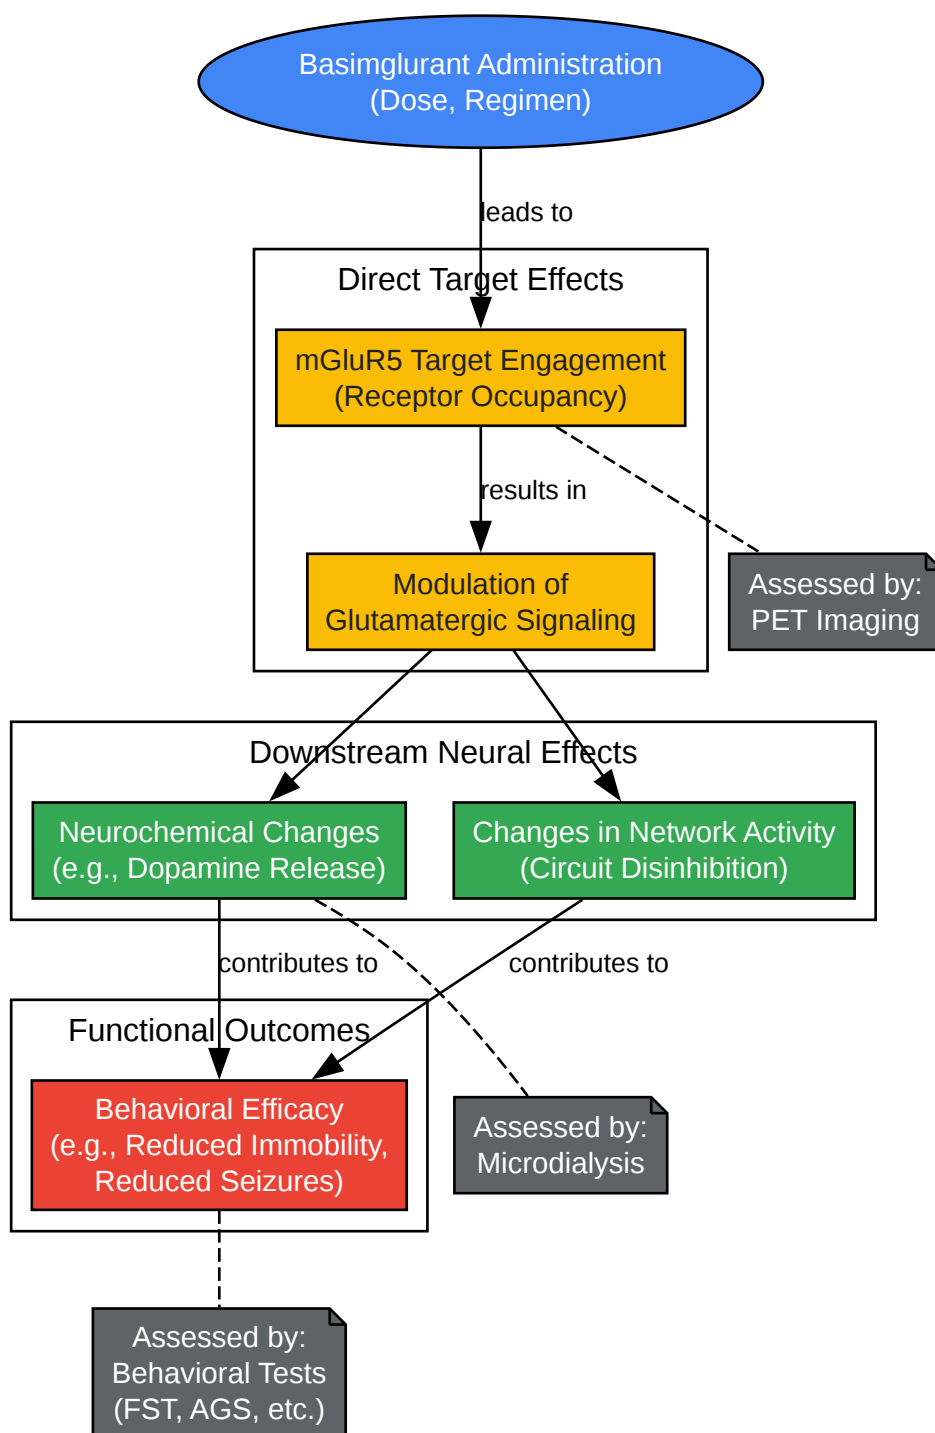 Basimglurant Administration
(Dose, Regimen)
leads to
Direct Target Effects
mGluR5 Target Engagement
(Receptor Occupancy)
results in
Modulation of
Glutamatergic Signaling
Assessed by:
PET Imaging
Downstream Neural Effects
Neurochemical Changes
(e.g., Dopamine Release)
Changes in Network Activity
(Circuit Disinhibition)
contributes to
contributes to
Functional Outcomes
Behavioral Efficacy
(e.g., Reduced Immobility,
Reduced Seizures)
Assessed by:
Microdialysis
Assessed by:
Behavioral Tests
(FST, AGS, etc.)